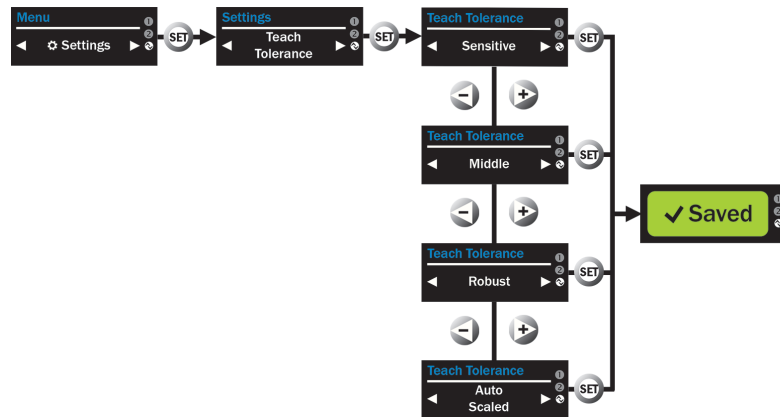 Menu
Settings
SET
Settings
Teach
Tolerance
SET
Teach Tolerance
Sensitive
SET
- +
Teach Tolerance
Middle
SET
- +
Teach Tolerance
Robust
SET
- +
Teach Tolerance
Auto
Scaled
SET
Saved